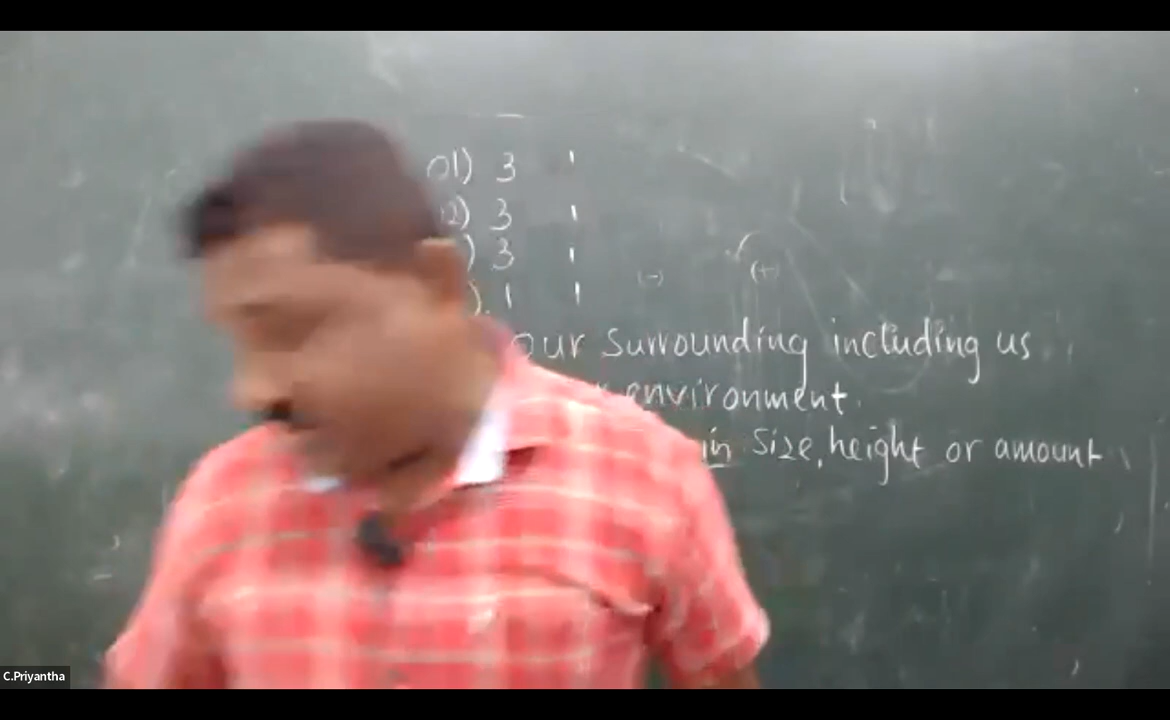 01) 3 1
2) 3 1
) 3 1
). 1 1
(-) (+)
our surrounding including us
environment.
in size, height or amount
C.Priyantha